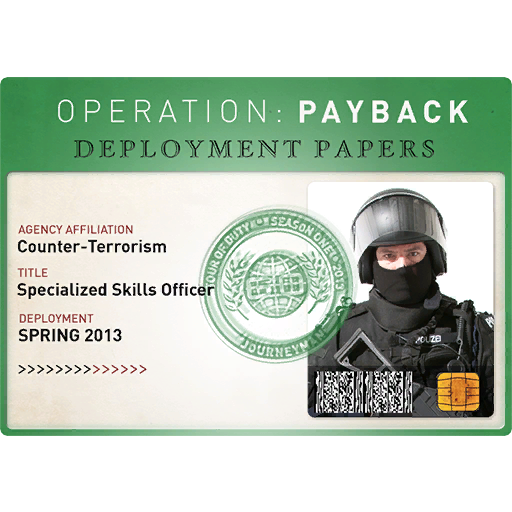 OPERATION: PAYBACK
DEPLOYMENT PAPERS
AGENCY AFFILIATION
Counter-Terrorism
TITLE
Specialized Skills Officer
DEPLOYMENT
SPRING 2013
>>>>>>>>>>>>>>>
TOUR OF DUTY • SEASON ONE • 2013
JOURNEYMAN
POLIZEI